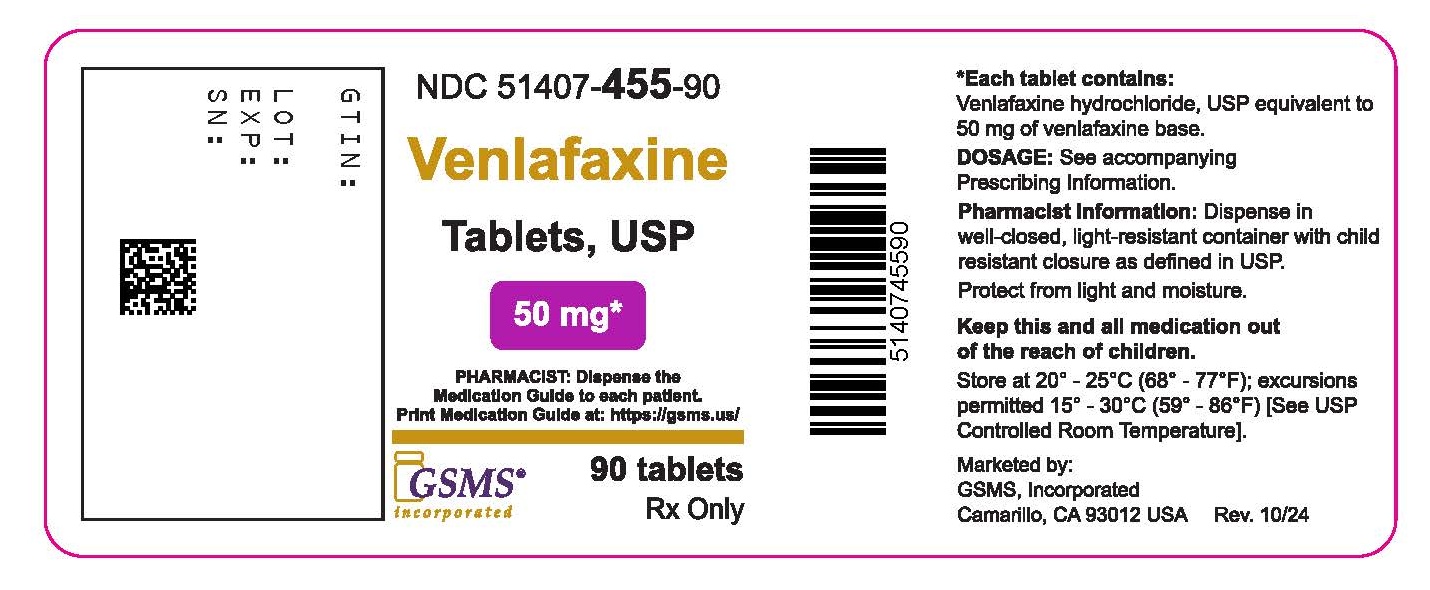 GTIN:
LOT:
EXP:
SN:
NDC 51407-455-90
Venlafaxine
Tablets, USP
50 mg*
PHARMACIST: Dispense the
Medication Guide to each patient.
Print Medication Guide at: https://gsms.us/
GSMS®
incorporated
90 tablets
Rx Only
5140745590
*Each tablet contains:
Venlafaxine hydrochloride, USP equivalent to
50 mg of venlafaxine base.
DOSAGE: See accompanying
Prescribing Information.
Pharmacist Information: Dispense in
well-closed, light-resistant container with child
resistant closure as defined in USP.
Protect from light and moisture.
Keep this and all medication out
of the reach of children.
Store at 20° - 25°C (68° - 77°F); excursions
permitted 15° - 30°C (59° - 86°F) [See USP
Controlled Room Temperature].
Marketed by:
GSMS, Incorporated
Camarillo, CA 93012 USA Rev. 10/24